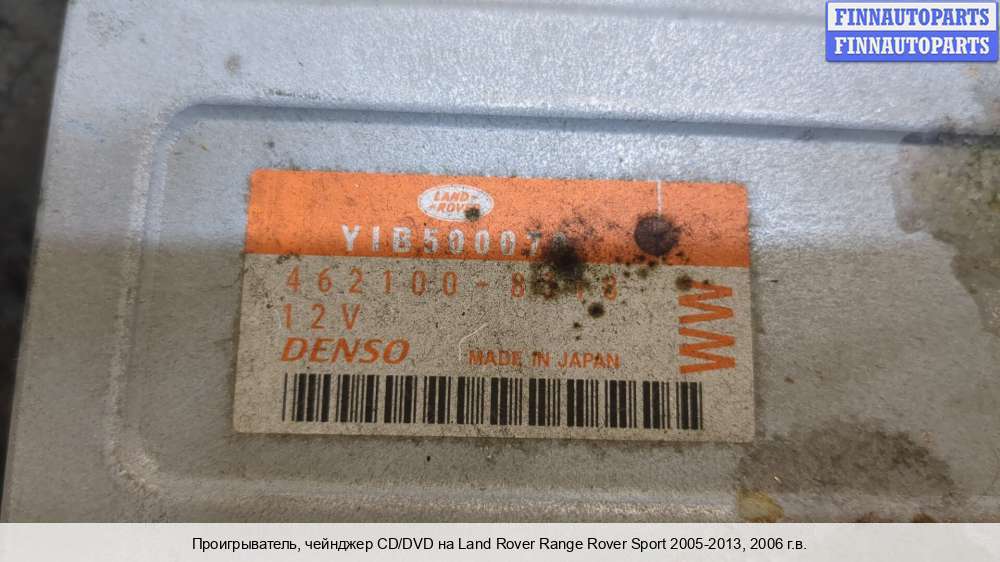 FINNAUTOPARTS
FINNAUTOPARTS
LAND
ROVER
12V
DENSO
MADE IN JAPAN
WW
Проигрыватель, чейнджер CD/DVD на Land Rover Range Rover Sport 2005-2013, 2006 г.в.